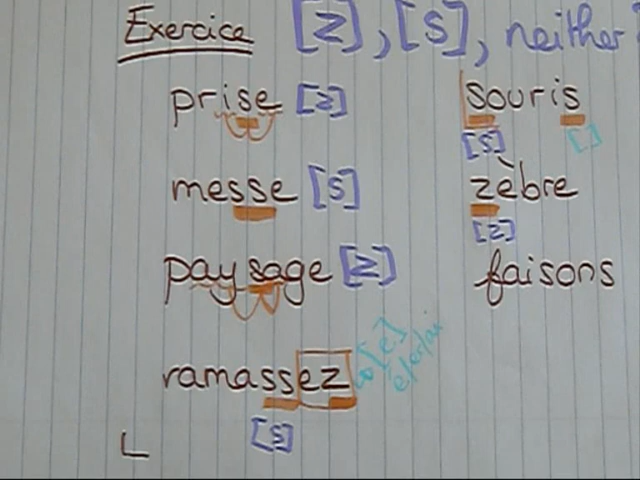 Exercice [Z], [S], neither?
prise [z]
souris
[S] [ ]
messe [S]
zèbre
[z]
paysage [z]
faisons
ramassez
[e]
[S]